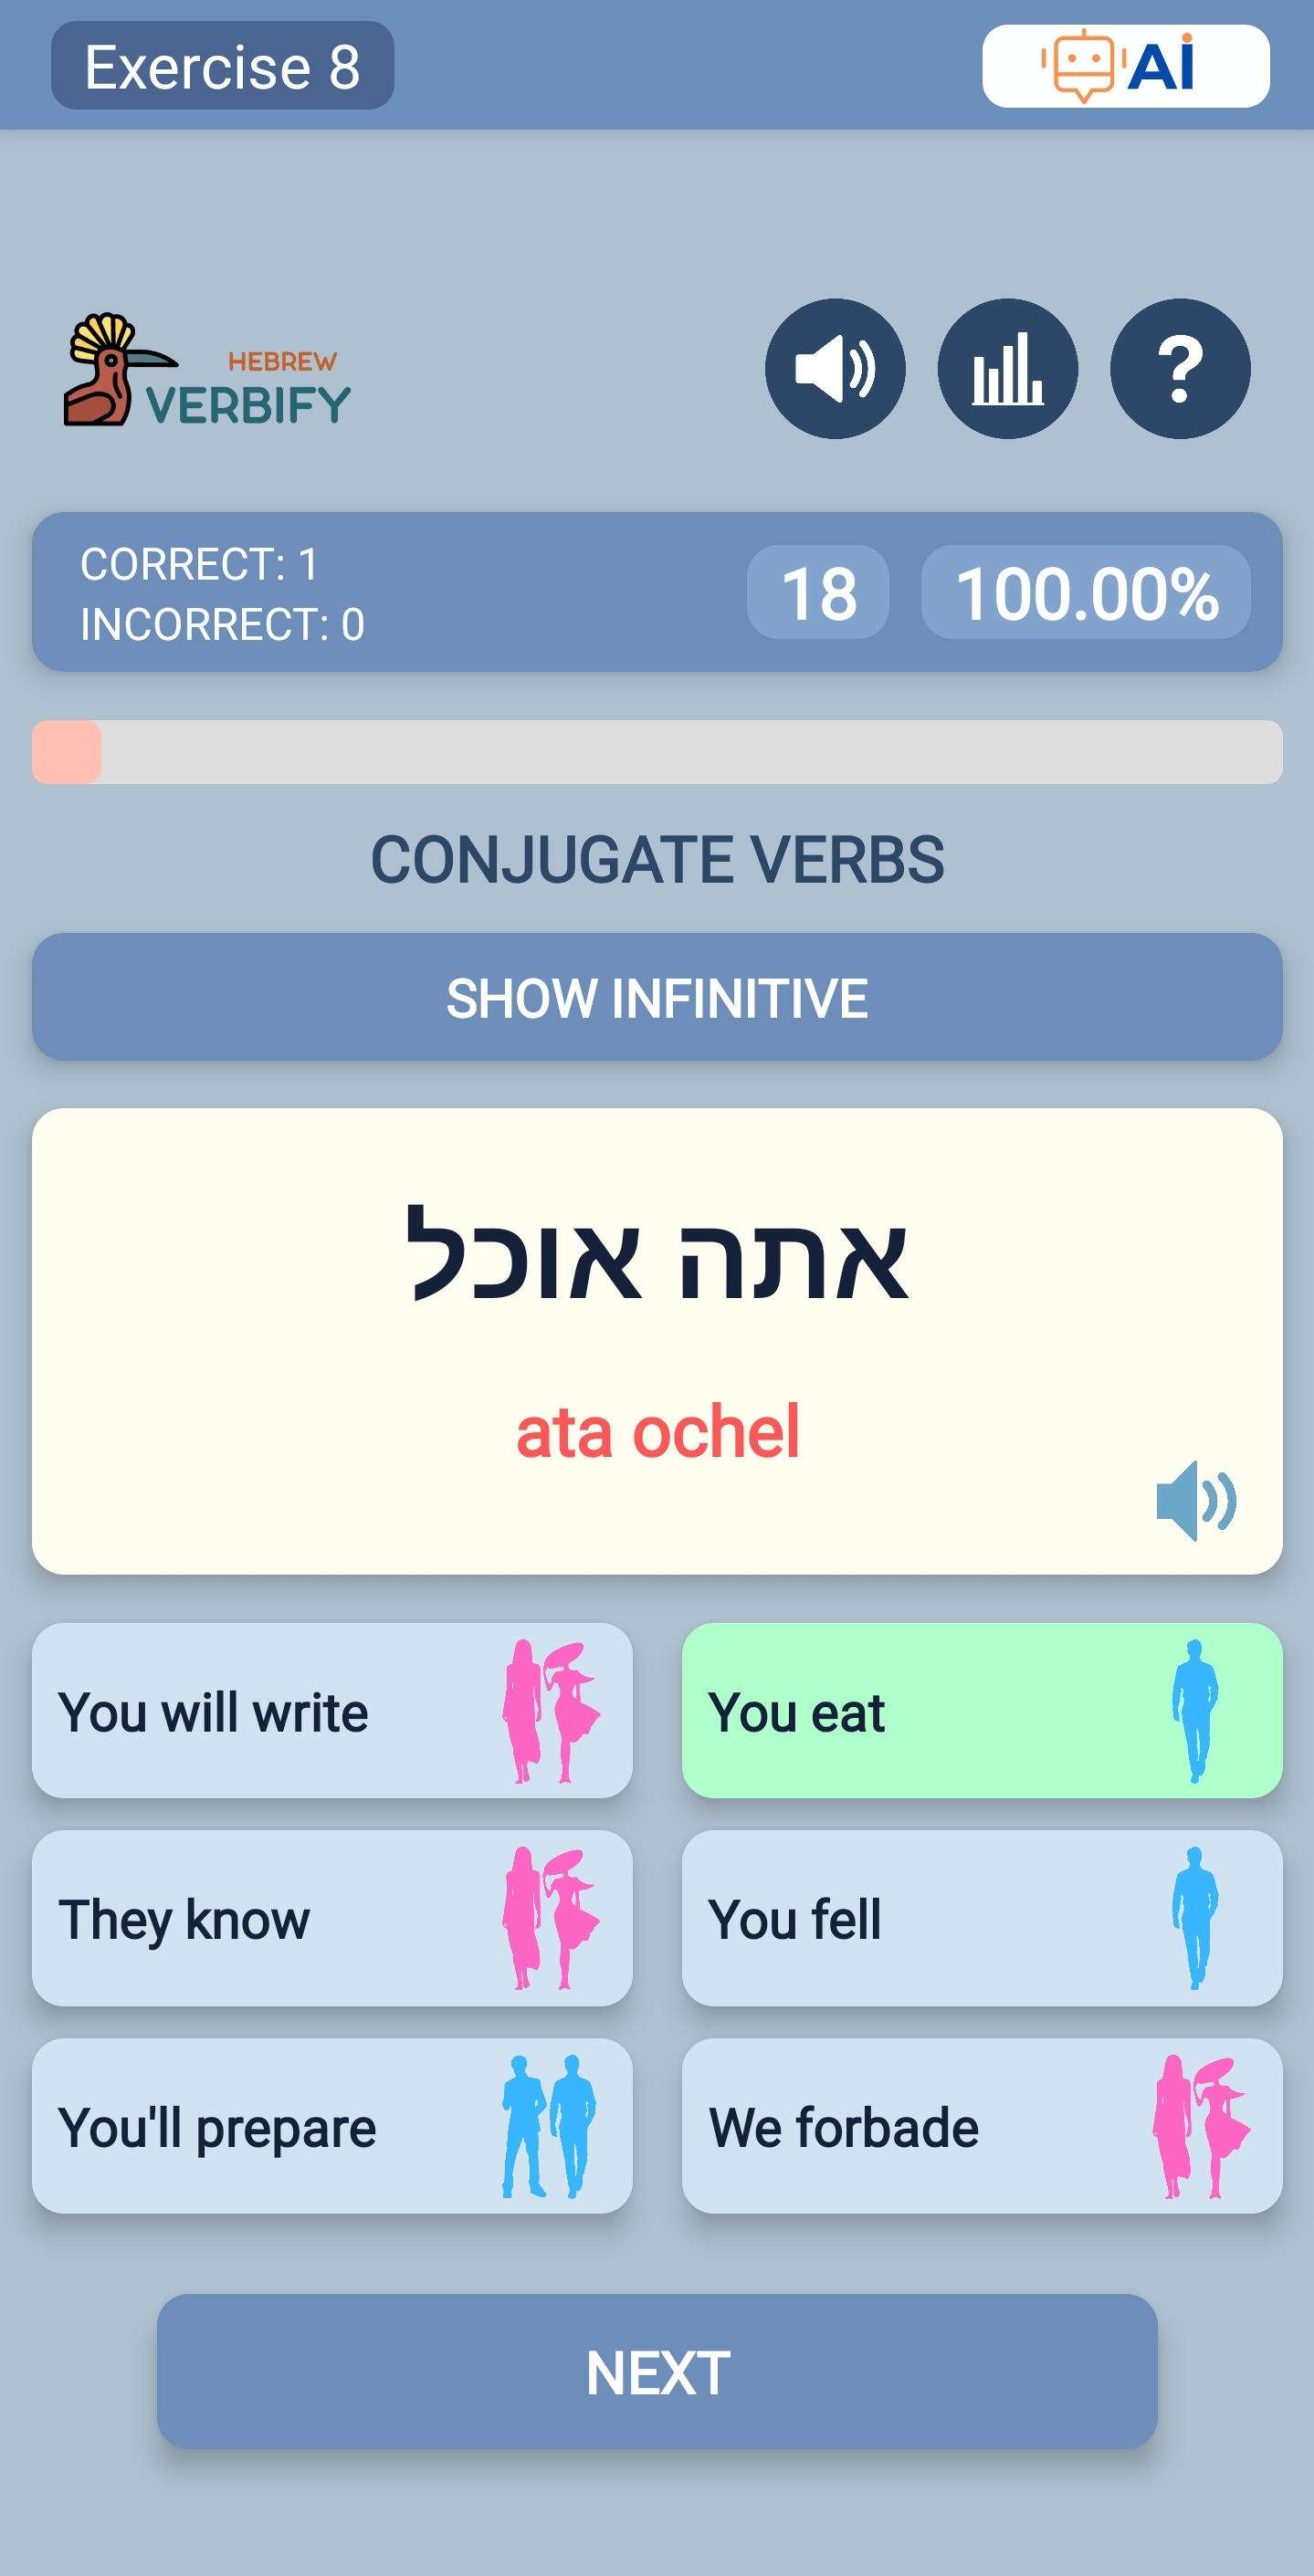 Exercise 8
Ai
HEBREW
VERBIFY
?
CORRECT: 1
INCORRECT: 0
18
100.00%
CONJUGATE VERBS
SHOW INFINITIVE
אתה אוכל
ata ochel
You will write
You eat
They know
You fell
You'll prepare
We forbade
NEXT